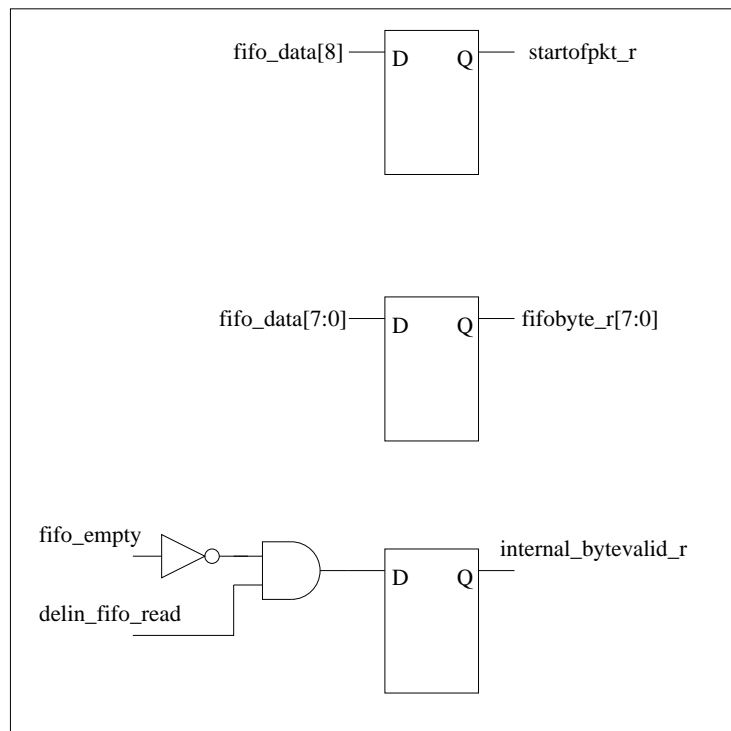 fifo_data[8] D Q startofpkt_r
fifo_data[7:0] D Q fifobyte_r[7:0]
fifo_empty
internal_bytevalid_r
D Q
delin_fifo_read